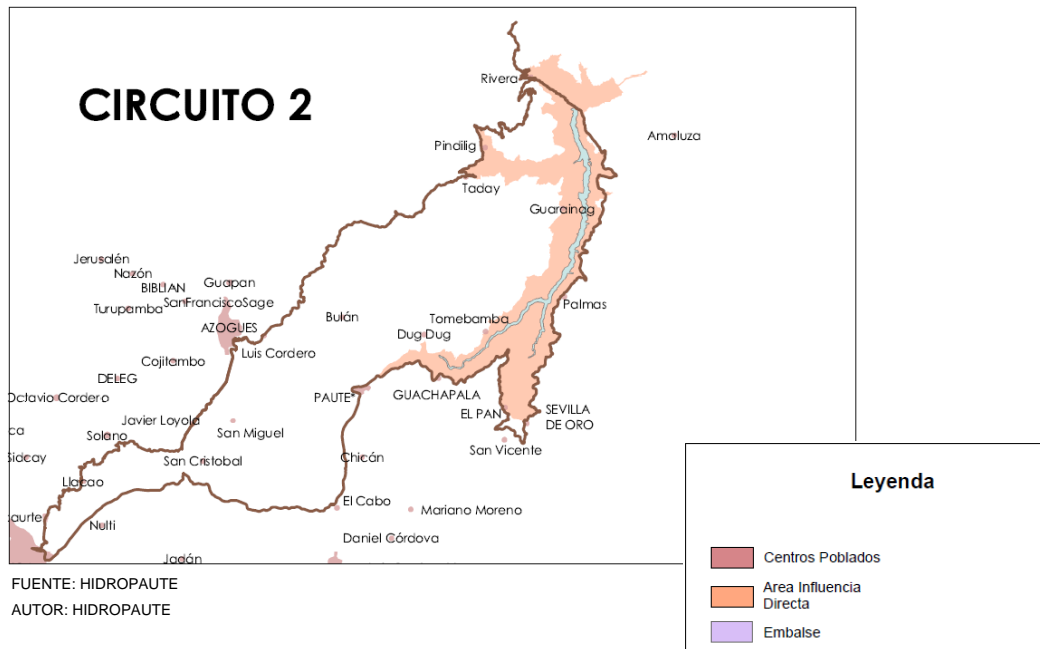 CIRCUITO 2
Rivera
Amaluza
Pindilig
Taday
Guarainag
Jerusalén
Nazón
BIBLIAN
Guapan
Turupamba
SanFranciscoSage
Palmas
AZOGUES
Bulán
Tomebamba
Dug Dug
Luis Cordero
Cojitambo
DELEG
Octavio Cordero
PAUTE
GUACHAPALA
EL PAN
SEVILLA
DE ORO
Javier Loyola
San Miguel
ca
Solano
San Vicente
Sidcay
San Cristobal
Chicán
Llacao
El Cabo
Mariano Moreno
caurte
Nulti
Daniel Córdova
Jadán
Leyenda
Centros Poblados
Area Influencia
Directa
Embalse
FUENTE: HIDROPAUTE
AUTOR: HIDROPAUTE